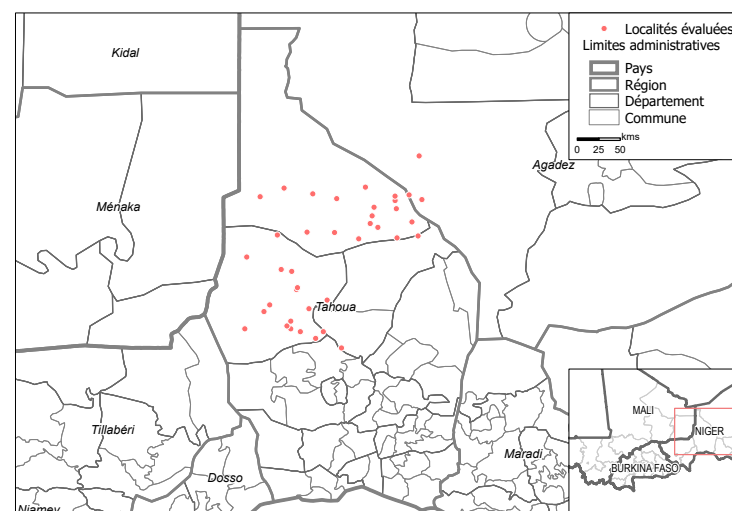 Localités évaluées
Limites administratives
Pays
Région
Département
Commune
kms
0 25 50
Kidal
Agadez
Ménaka
Tahoua
Tillabéri
Maradi
Dosso
Niamey
MALI
NIGER
BURKINA FASO